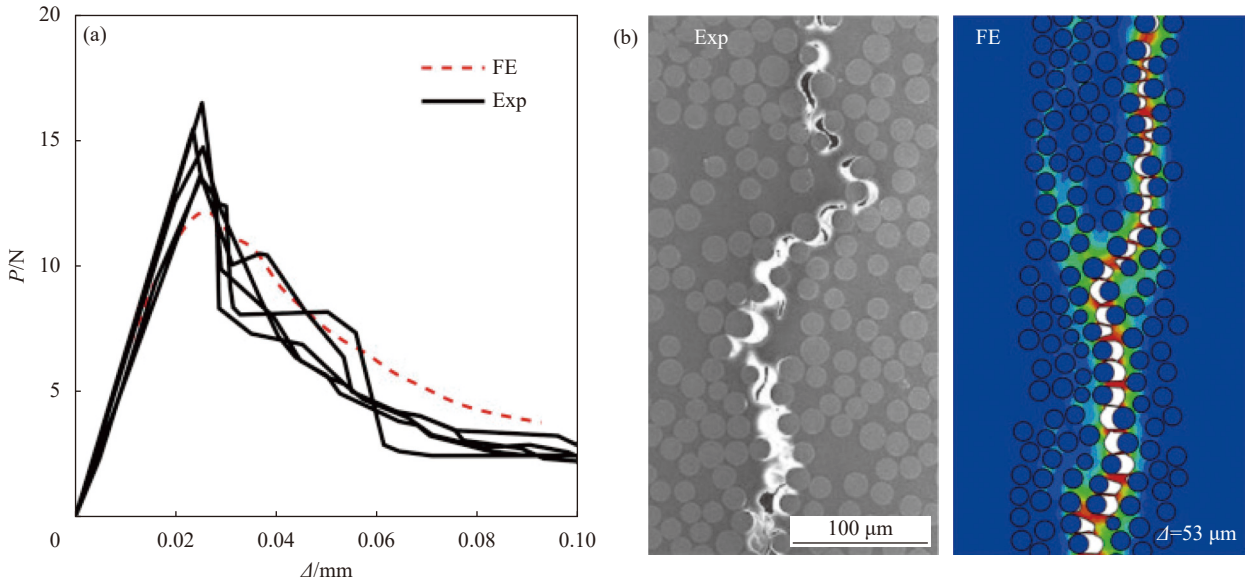 (a)
20
15
10
5
0
0.02
0.04
0.06
0.08
0.10
P/N
Δ/mm
FE
Exp
(b)
Exp
100 μm
FE
Δ=53 μm